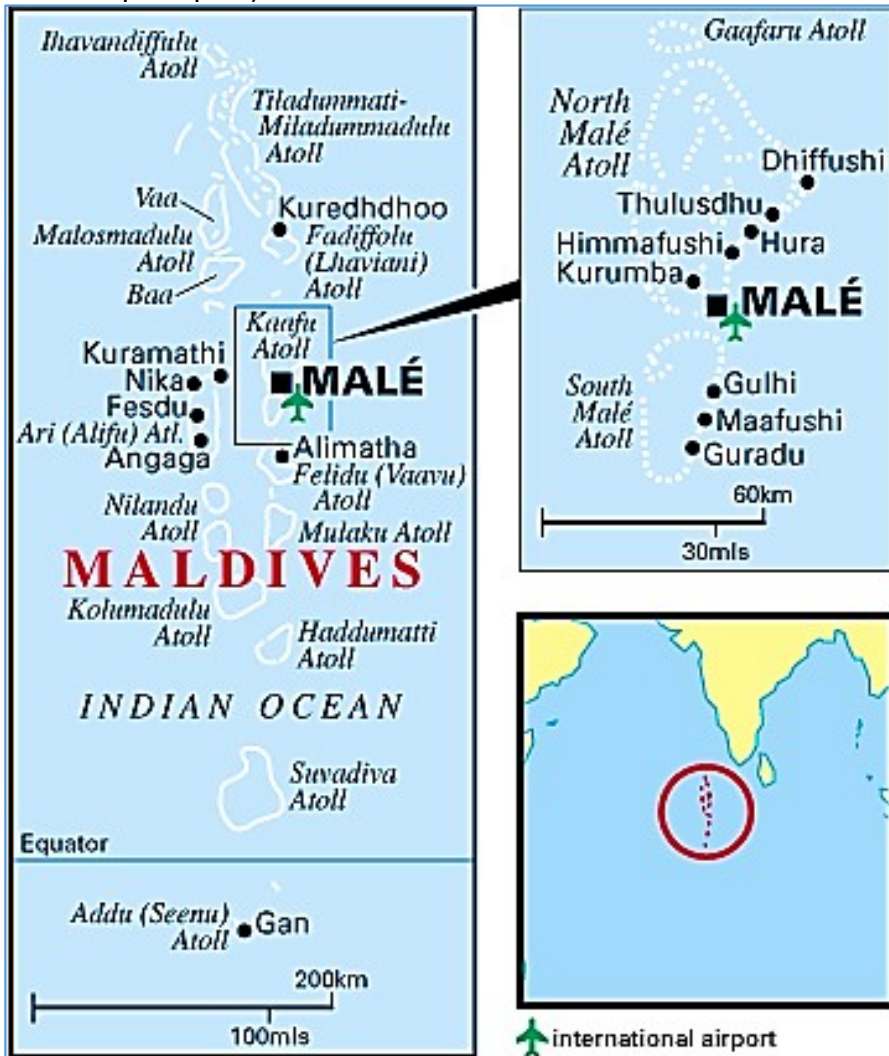 Ihavandiffulu
Atoll
Tiladunmati-
Miladummadulu
Atoll
Vaa
Kuredhdhoo
Malosmadulu
Atoll
Fadiffolu
(Lhaviani)
Atoll
Baa
Kaafu
Atoll
Kuramathi
Nika
MALÉ
Fesdu
Ari (Alifu) Atl.
Angaga
Alimatha
Felidu (Vaavu)
Atoll
Nilandu
Atoll
Mulaku Atoll
MALDIVES
Kolumadulu
Atoll
Haddumatti
Atoll
INDIAN OCEAN
Suvadiva
Atoll
Equator
Addu (Seenu)
Atoll
Gan
200km
100mls
Gaafaru Atoll
North
Malé
Atoll
Dhiffushi
Thulusdhu
Himmafushi
Hura
Kurumba
MALÉ
South
Malé
Atoll
Gulhi
Maafushi
Guradu
60km
30mls
international airport